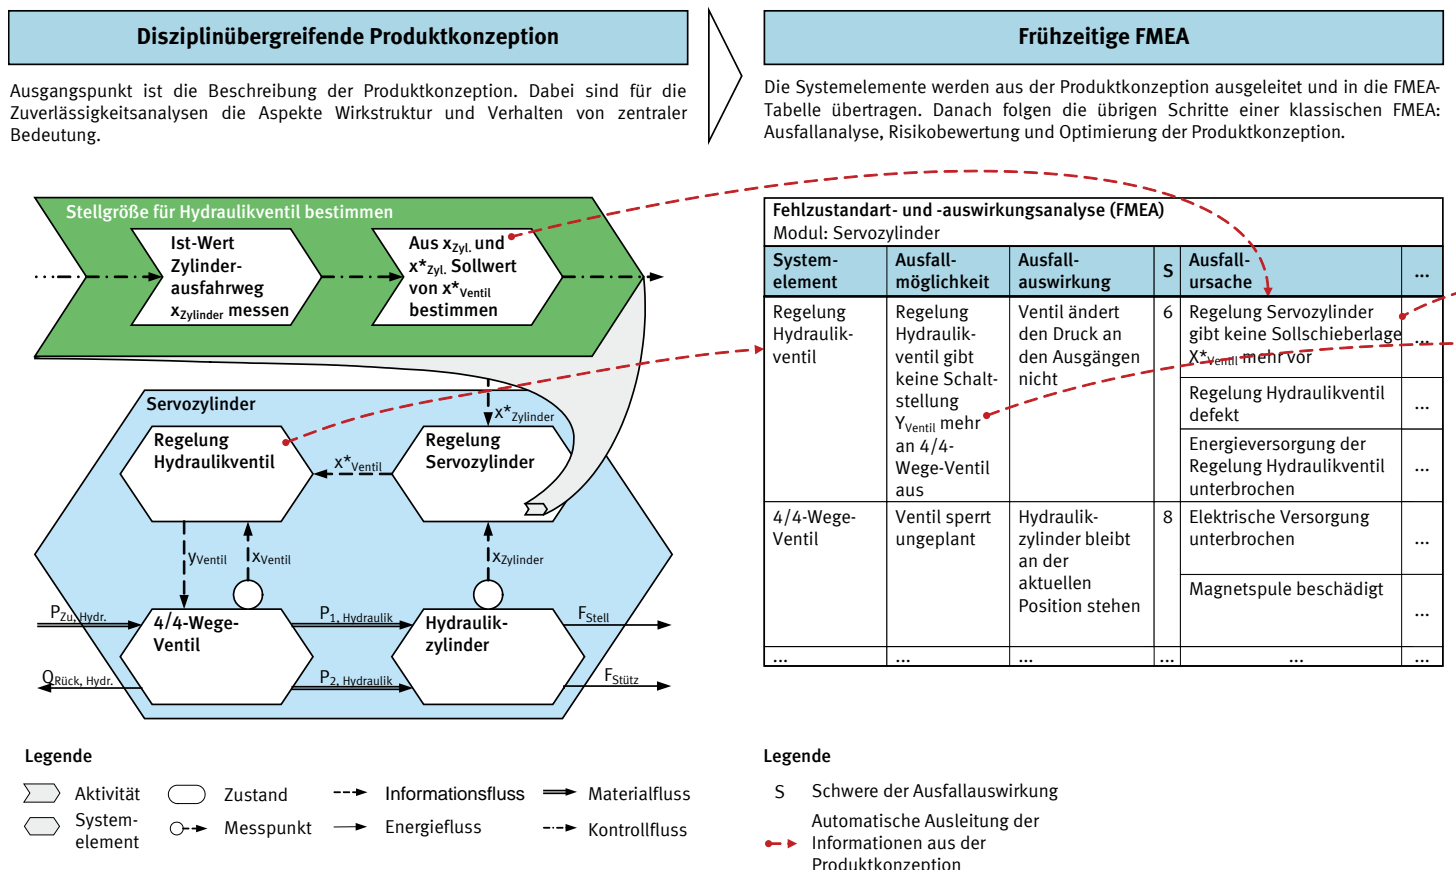 Disziplinübergreifende Produktkonzeption
Ausgangspunkt ist die Beschreibung der Produktkonzeption. Dabei sind für die
Zuverlässigkeitsanalysen die Aspekte Wirkstruktur und Verhalten von zentraler
Bedeutung.
Stellgröße für Hydraulikventil bestimmen
Ist-Wert
Zylinder-
ausfahrweg
xZylinder messen
Aus xZyl. und
x*Zyl. Sollwert
von x*Ventil
bestimmen
Servozylinder
x*Zylinder
Regelung
Hydraulikventil
x*Ventil
Regelung
Servozylinder
yVentil
xVentil
xZylinder
PZu, Hydr.
4/4-Wege-
Ventil
P1, Hydraulik
Hydraulik-
zylinder
FStell
QRück, Hydr.
P2, Hydraulik
FStütz
Legende
Aktivität
Zustand
Informationsfluss
Materialfluss
System-
element
Messpunkt
Energiefluss
Kontrollfluss
Frühzeitige FMEA
Die Systemelemente werden aus der Produktkonzeption ausgeleitet und in die FMEA-
Tabelle übertragen. Danach folgen die übrigen Schritte einer klassischen FMEA:
Ausfallanalyse, Risikobewertung und Optimierung der Produktkonzeption.
Fehlzustandart- und -auswirkungsanalyse (FMEA)
Modul: Servozylinder
System-
element
Ausfall-
möglichkeit
Ausfall-
auswirkung
S
Ausfall-
ursache
...
Regelung
Hydraulik-
ventil
Regelung
Hydraulik-
ventil gibt
keine Schalt-
stellung
YVentil mehr
an 4/4-
Wege-Ventil
aus
Ventil ändert
den Druck an
den Ausgängen
nicht
6
Regelung Servozylinder
gibt keine Sollschieberlage
X*Ventil mehr vor
...
Regelung Hydraulikventil
defekt
...
Energieversorgung der
Regelung Hydraulikventil
unterbrochen
...
4/4-Wege-
Ventil
Ventil sperrt
ungeplant
Hydraulik-
zylinder bleibt
an der
aktuellen
Position stehen
8
Elektrische Versorgung
unterbrochen
...
Magnetspule beschädigt
...
... ... ... ... ... ...
Legende
S Schwere der Ausfallauswirkung
Automatische Ausleitung der
Informationen aus der
Produktkonzeption